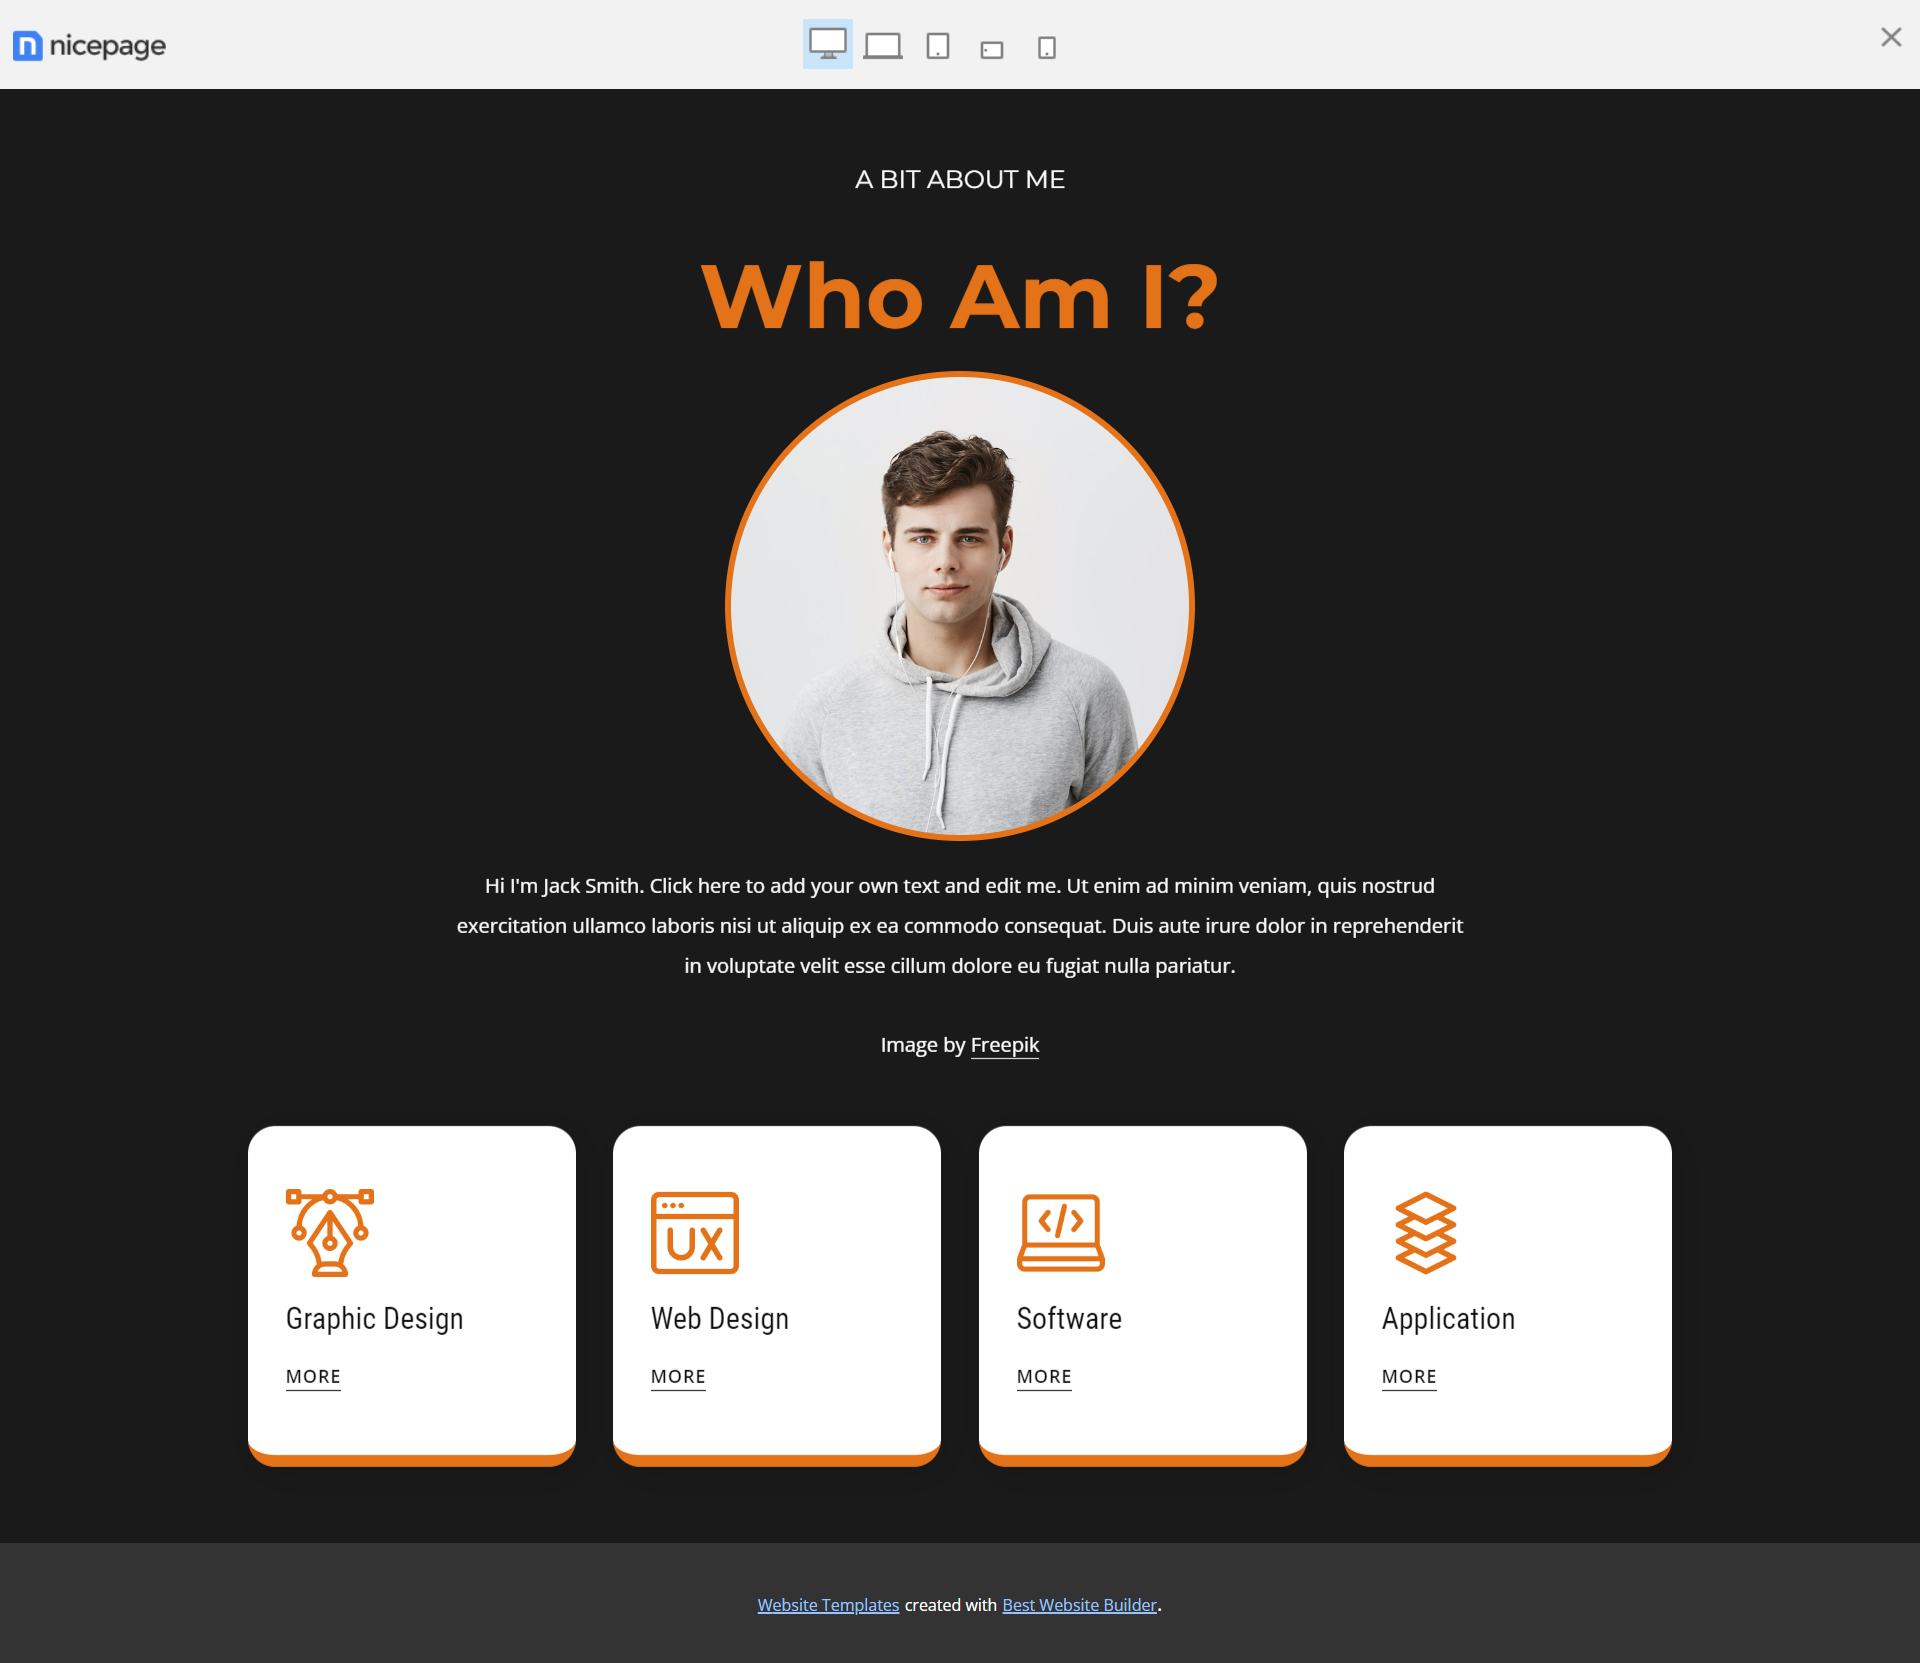 nicepage
A BIT ABOUT ME
Who Am I?
Hi I'm Jack Smith. Click here to add your own text and edit me. Ut enim ad minim veniam, quis nostrud
exercitation ullamco laboris nisi ut aliquip ex ea commodo consequat. Duis aute irure dolor in reprehenderit
in voluptate velit esse cillum dolore eu fugiat nulla pariatur.
Image by Freepik
UX
Graphic Design
MORE
Web Design
MORE
Software
MORE
Application
MORE
Website Templates created with Best Website Builder.